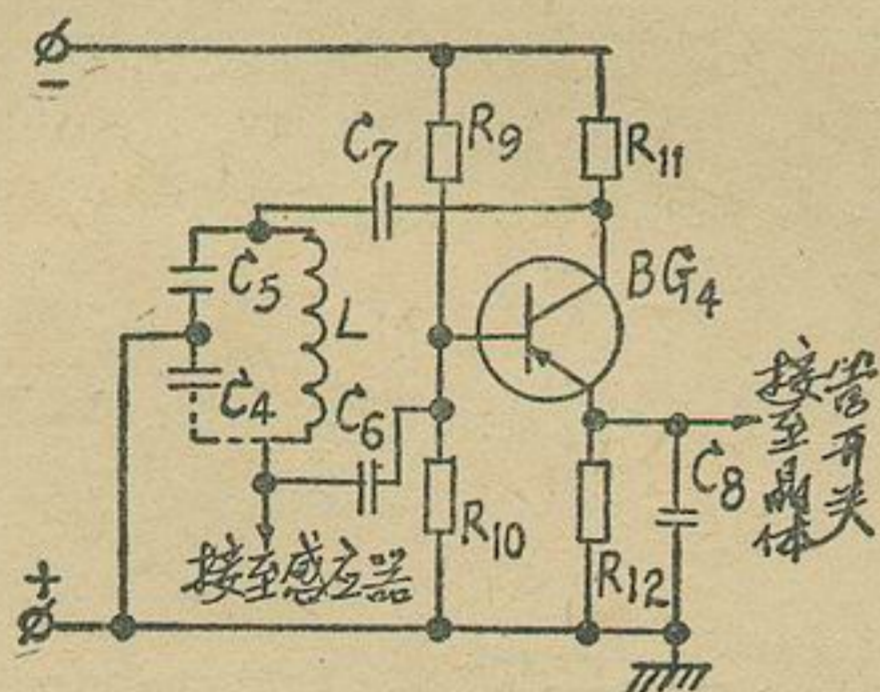 −
C₇
R₉
R₁₁
C₅
L
BG₄
C₄
C₆
接至晶体
管开关
C₈
R₁₀
接至感应器
R₁₂
+